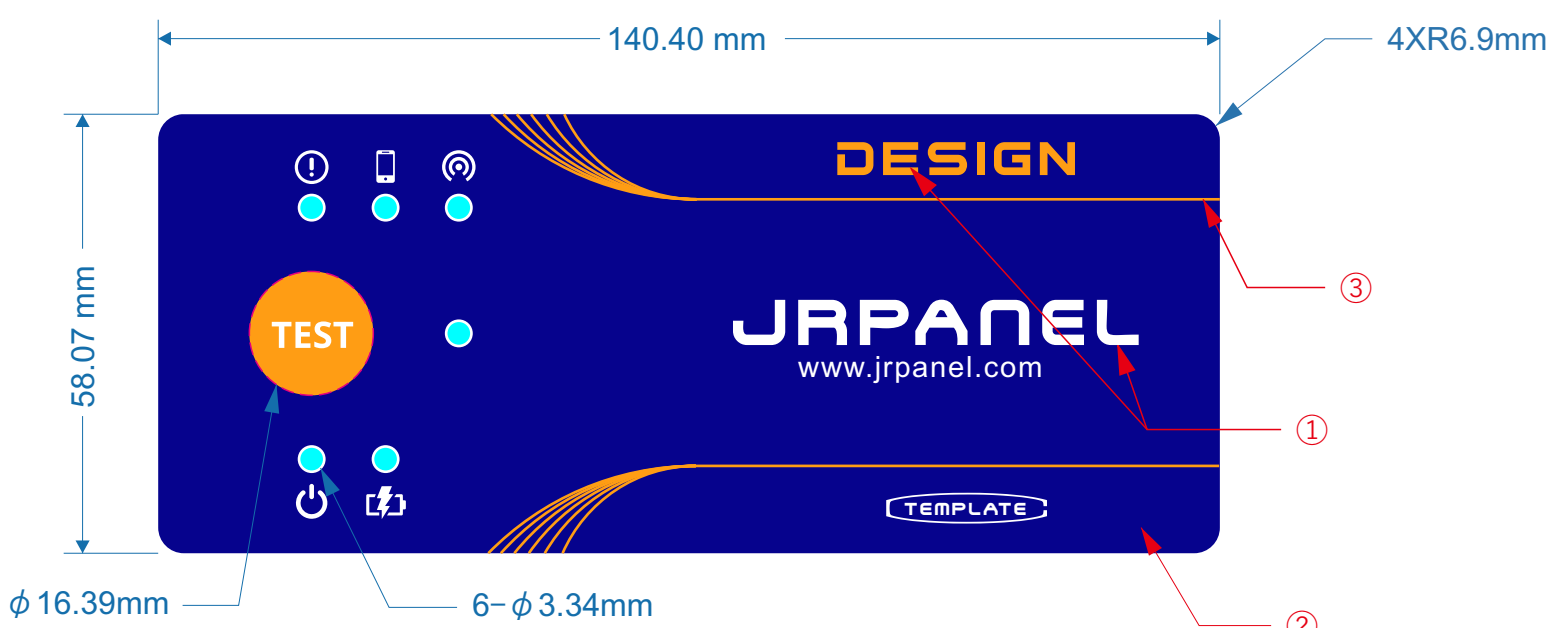 140.40 mm
4XR6.9mm
DESIGN
③
58.07 mm
TEST
JRPANEL
www.jrpanel.com
①
TEMPLATE
φ16.39mm
6-φ3.34mm
②